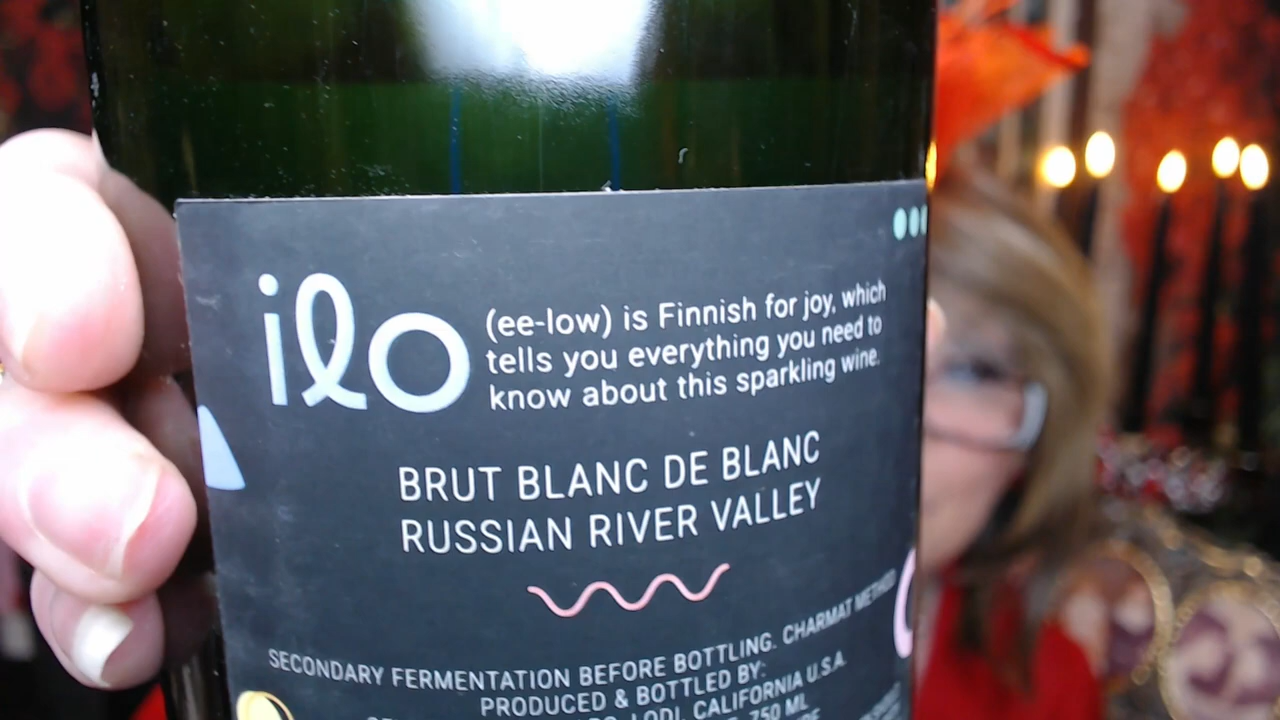 ilo
(ee-low) is Finnish for joy, which
tells you everything you need to
know about this sparkling wine.
BRUT BLANC DE BLANC
RUSSIAN RIVER VALLEY
SECONDARY FERMENTATION BEFORE BOTTLING. CHARMAT METHOD
PRODUCED & BOTTLED BY:
LODI, CALIFORNIA U.S.A.
750 ML